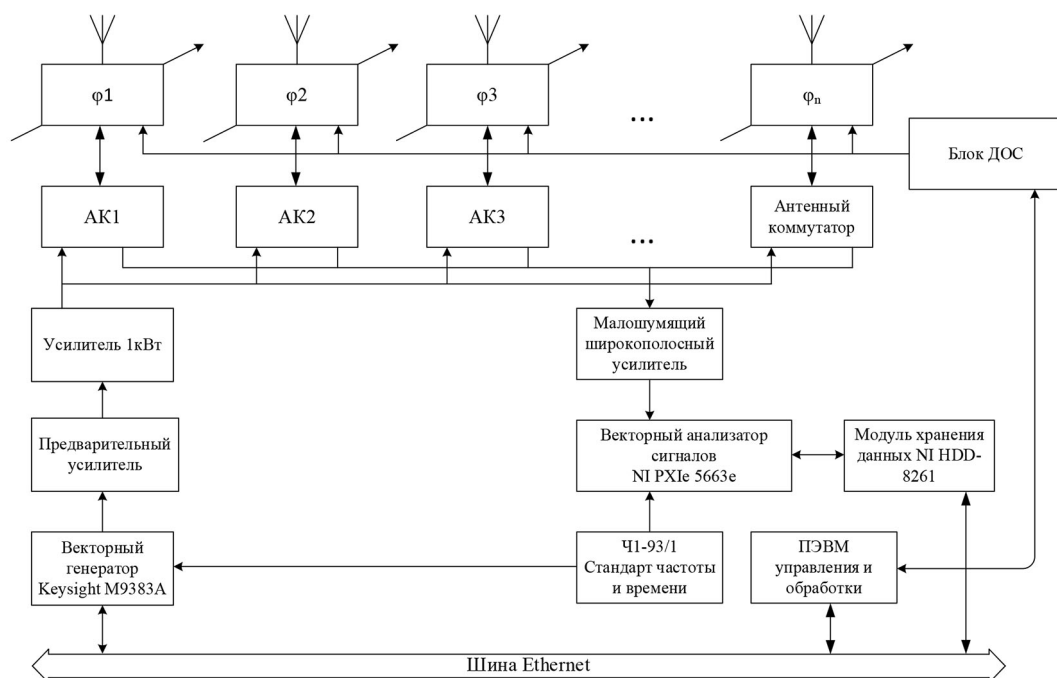 φ1
φ2
φ3
...
φn
Блок ДОС
АК1
АК2
АК3
...
Антенный
коммутатор
Усилитель 1кВт
Малошумящий
широкополосный
усилитель
Предварительный
усилитель
Векторный анализатор
сигналов
NI PXIe 5663e
Модуль хранения
данных NI HDD-
8261
Векторный
генератор
Keysight M9383A
Ч1-93/1
Стандарт частоты
и времени
ПЭВМ
управления и
обработки
Шина Ethernet